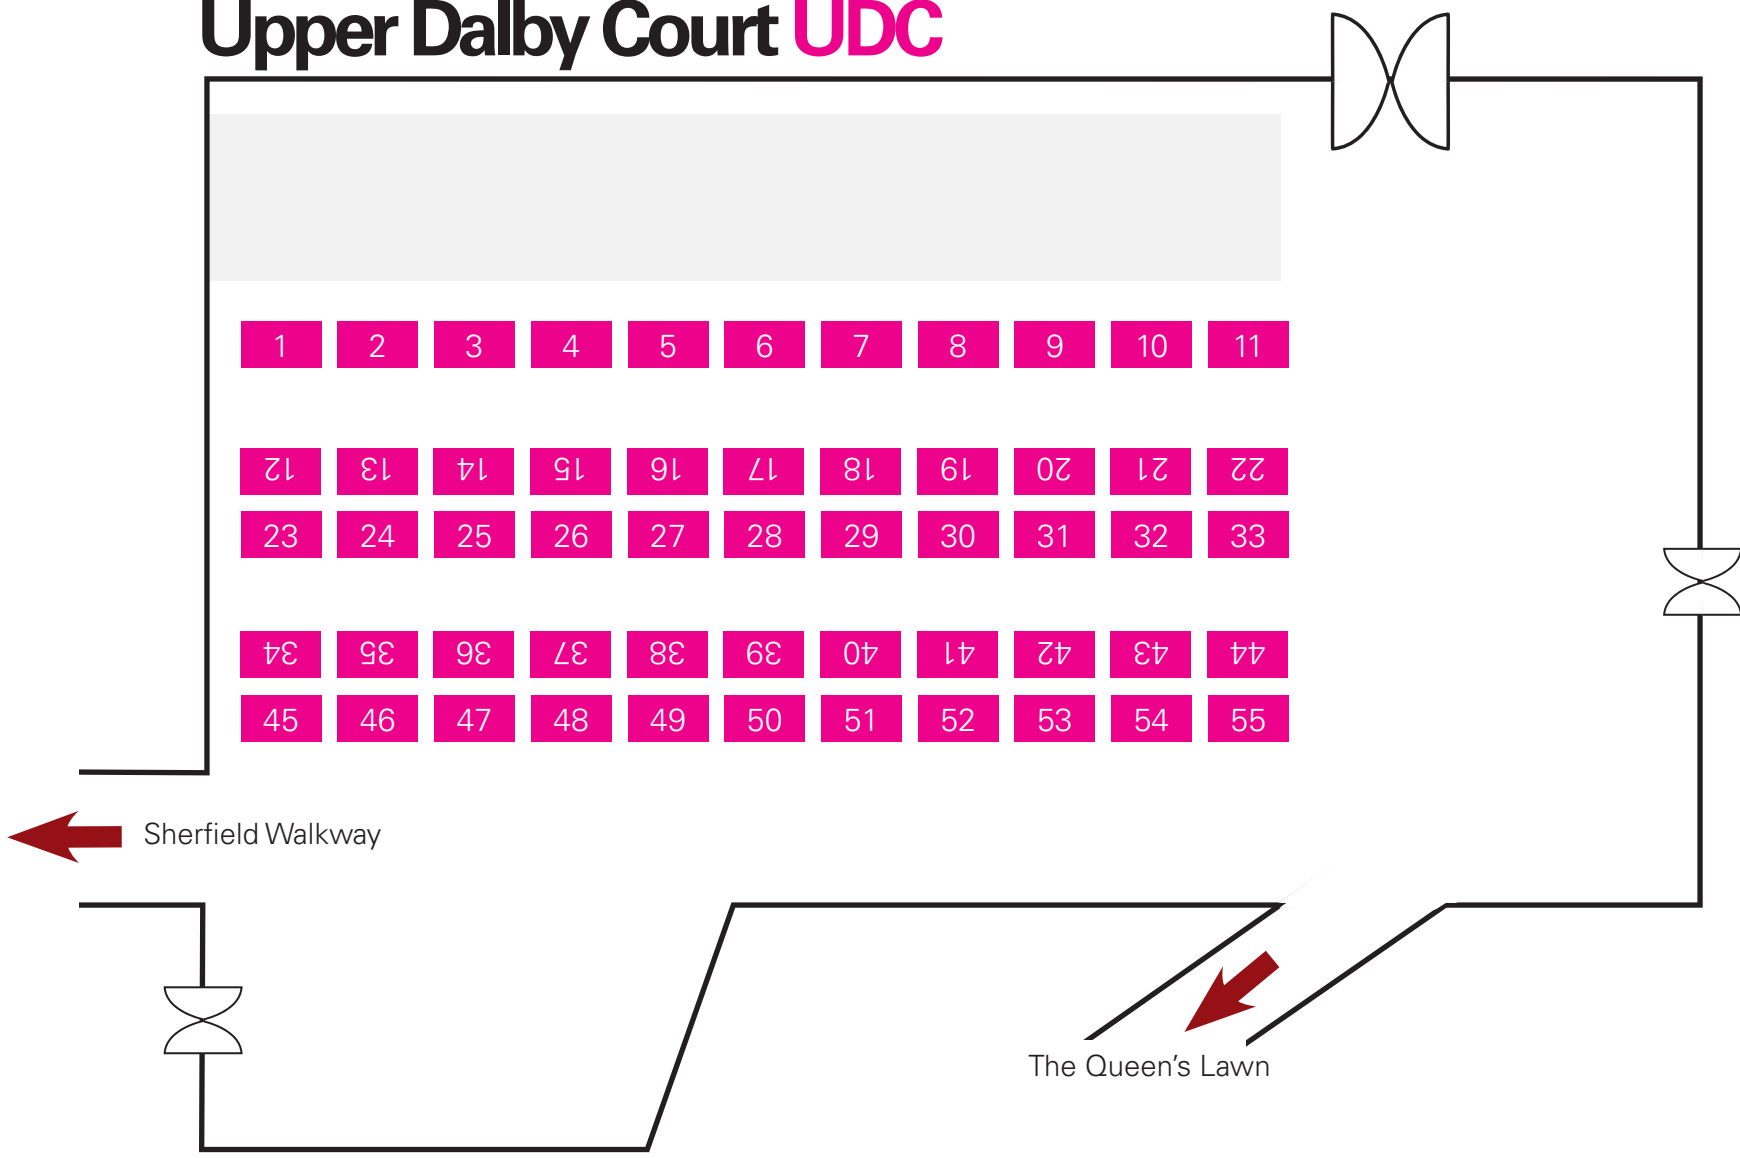 Upper Dalby Court UDC
1 2 3 4 5 6 7 8 9 10 11
12 13 14 15 16 17 18 19 20 21 22
23 24 25 26 27 28 29 30 31 32 33
34 35 36 37 38 39 40 41 42 43 44
45 46 47 48 49 50 51 52 53 54 55
Sherfield Walkway
The Queen's Lawn